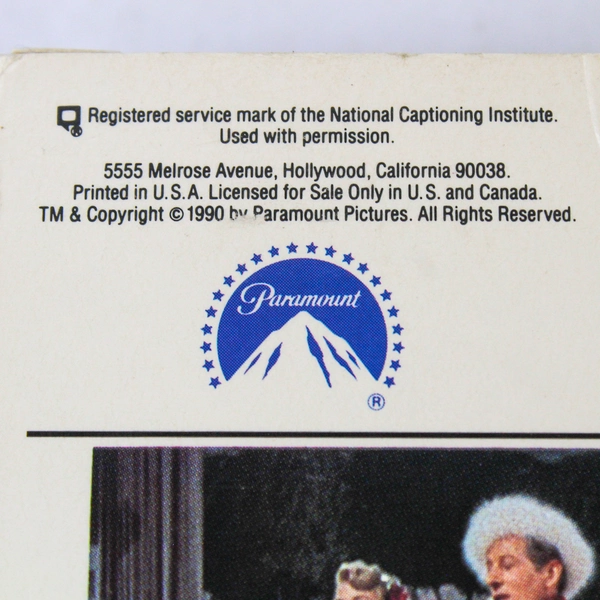 Registered service mark of the National Captioning Institute.
Used with permission.
5555 Melrose Avenue, Hollywood, California 90038.
Printed in U.S.A. Licensed for Sale Only in U.S. and Canada.
TM & Copyright © 1990 by Paramount Pictures. All Rights Reserved.
Paramount
®